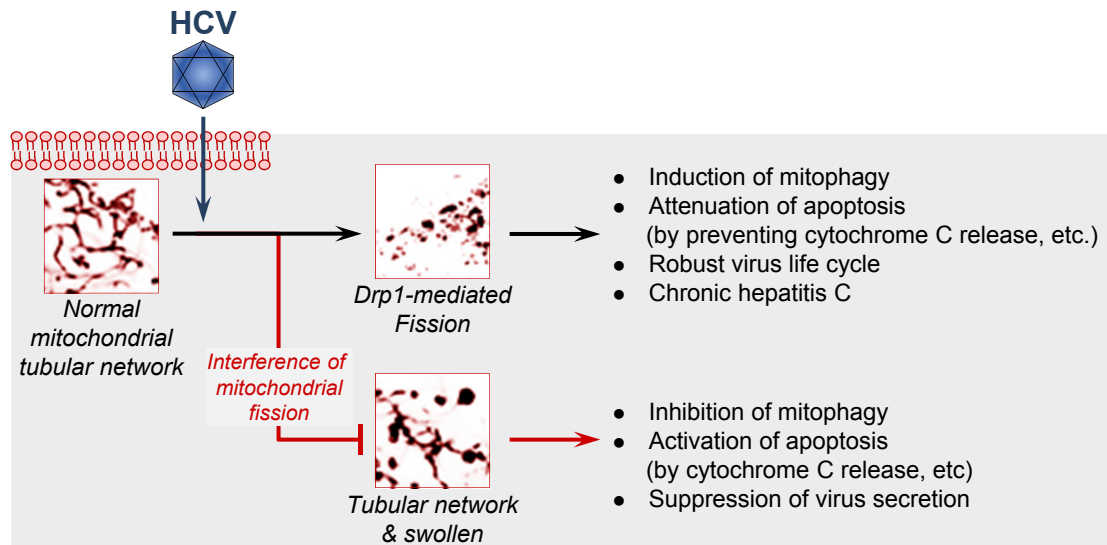 HCV
Normal
mitochondrial
tubular network
Drp1-mediated
Fission
● Induction of mitophagy
● Attenuation of apoptosis
(by preventing cytochrome C release, etc.)
● Robust virus life cycle
● Chronic hepatitis C
Interference of
mitochondrial
fission
Tubular network
& swollen
● Inhibition of mitophagy
● Activation of apoptosis
(by cytochrome C release, etc)
● Suppression of virus secretion